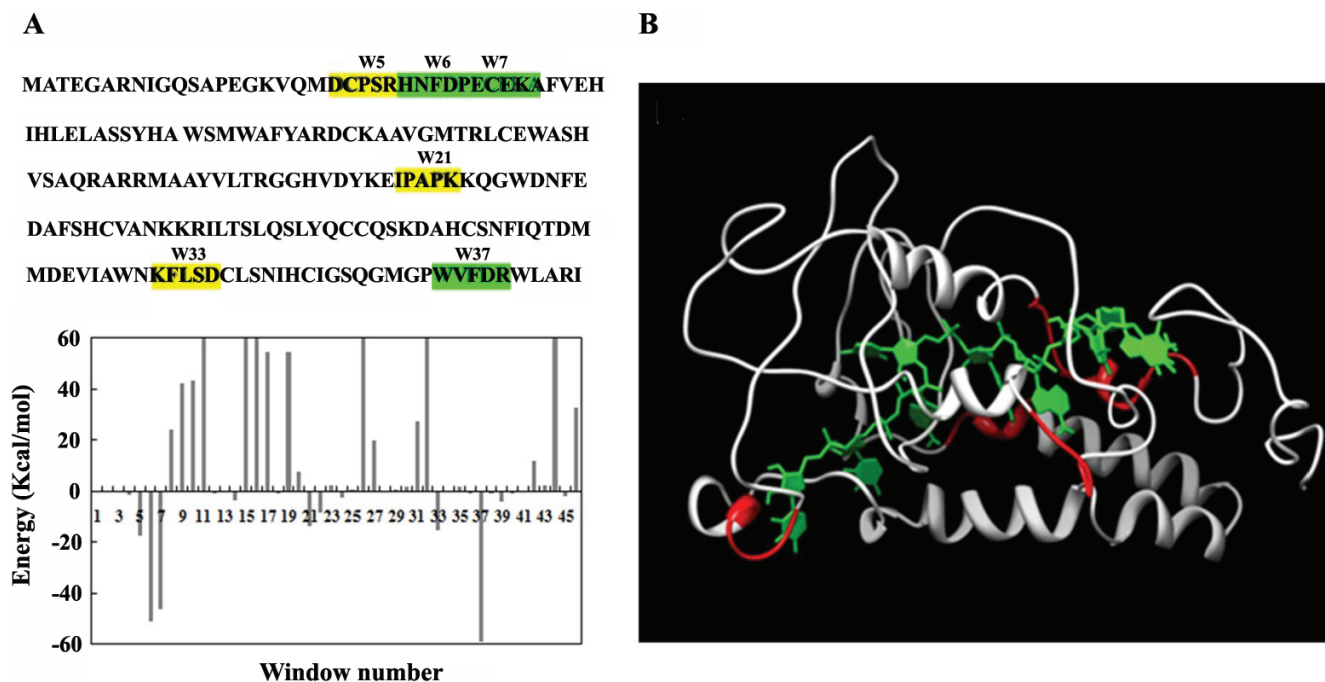 A
B
W5 W6 W7
MATEGARNIGQSAPEGKVQMDCPSRHNFDPECEKAFVEH
IHLELASSYHA WSMWAFYARDCKAAVGMTRLCEWASH
W21
VSAQRARRMAAYVLTRGGHVDYKEIPAPKKQGWDNFE
DAFSHCVANKKRILTSLQSLYQCCQSKDAHCSNFIQTDM
W33 W37
MDEVIAWNKFLSDCLSNIHCIGSQGMGPWVFDRWLARI
60
40
20
0
-20
-40
-60
1 3 5 7 9 11 13 15 17 19 21 23 25 27 29 31 33 35 37 39 41 43 45
Energy (Kcal/mol)
Window number